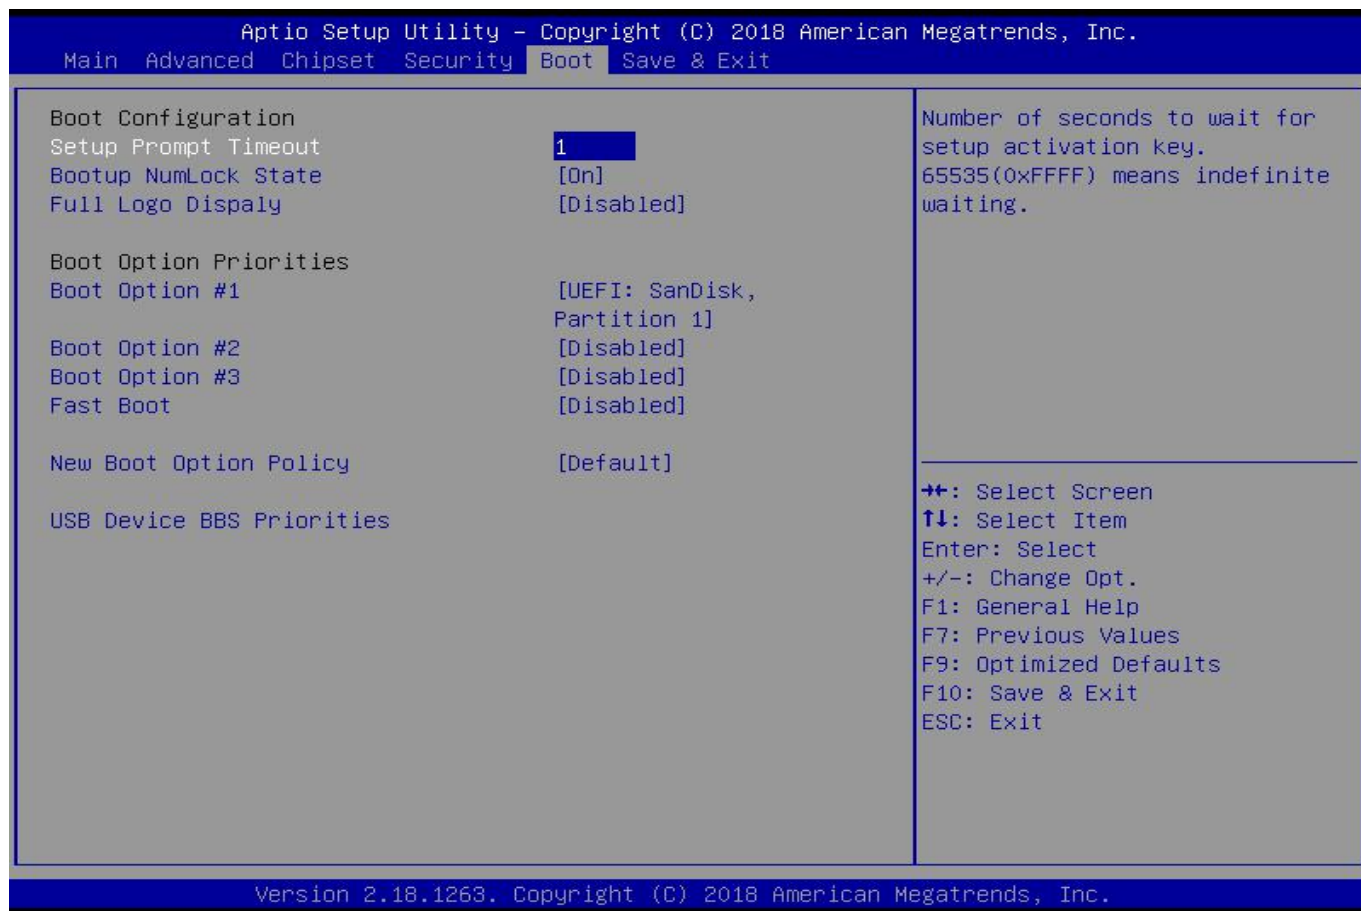 Aptio Setup Utility – Copyright (C) 2018 American Megatrends, Inc.
Main Advanced Chipset Security Boot Save & Exit
Boot Configuration
Setup Prompt Timeout 1
Bootup NumLock State [On]
Full Logo Dispaly [Disabled]
Boot Option Priorities
Boot Option #1 [UEFI: SanDisk,
Partition 1]
Boot Option #2 [Disabled]
Boot Option #3 [Disabled]
Fast Boot [Disabled]
New Boot Option Policy [Default]
USB Device BBS Priorities
Number of seconds to wait for
setup activation key.
65535(0xFFFF) means indefinite
waiting.
→←: Select Screen
↑↓: Select Item
Enter: Select
+/-: Change Opt.
F1: General Help
F7: Previous Values
F9: Optimized Defaults
F10: Save & Exit
ESC: Exit
Version 2.18.1263. Copyright (C) 2018 American Megatrends, Inc.